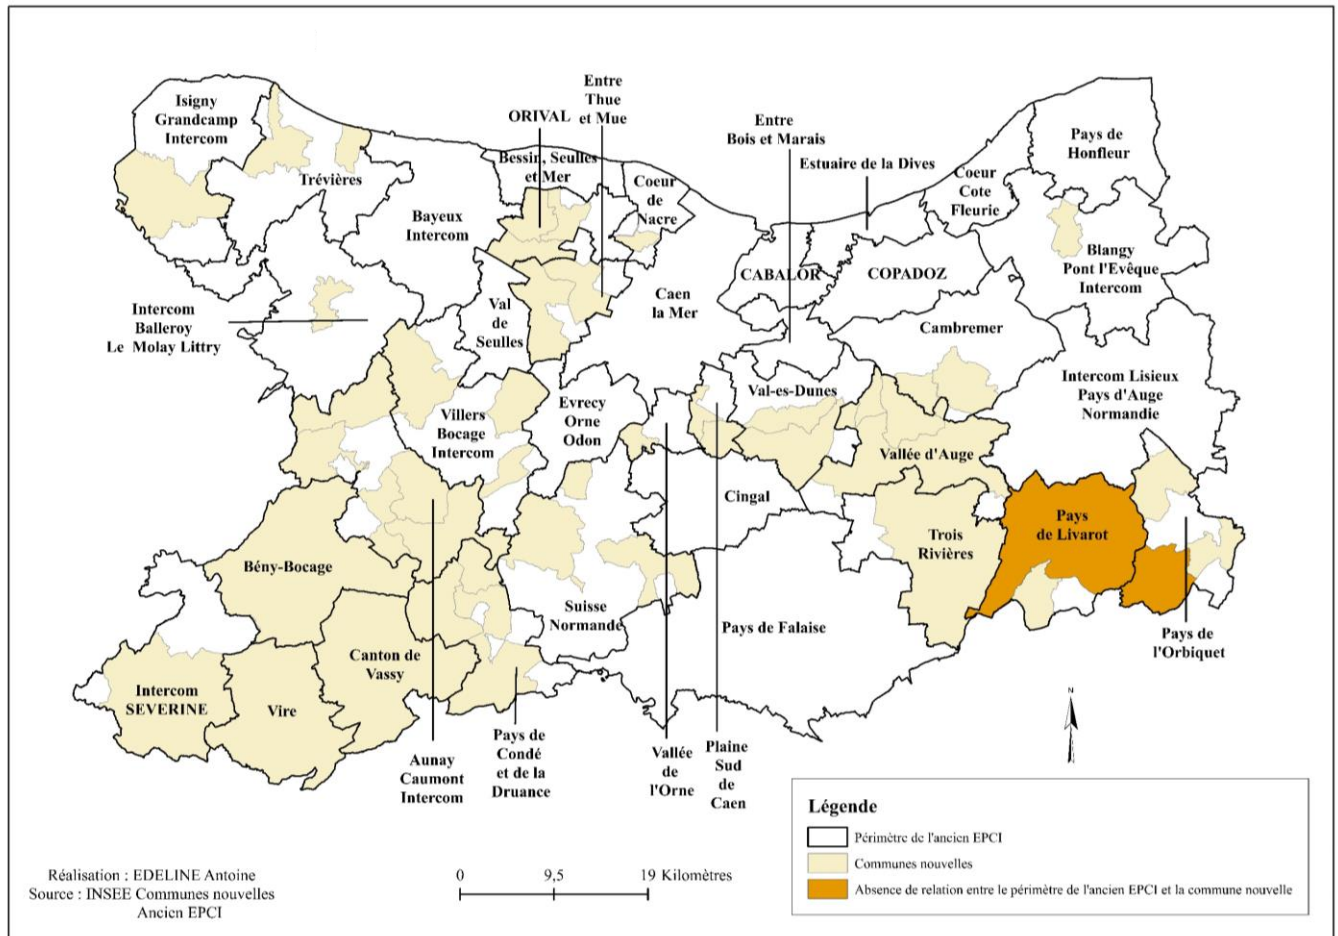 Isigny
Grandcamp
Intercom
Trévières
ORIVAL
Entre
Thue
et Mue
Bessin, Seulles
et Mer
Coeur
de
Nacre
Bayeux
Intercom
Entre
Bois et Marais
Estuaire de la Dives
Coeur
Cote
Fleurie
Pays de
Honfleur
Blangy
Pont l'Evêque
Intercom
CABALOR
COPADOZ
Intercom
Balleroy
Le Molay Littry
Val
de
Seulles
Caen
la Mer
Cambremer
Intercom Lisieux
Pays d'Auge
Normandie
Villers
Bocage
Intercom
Evrecy
Orne
Odon
Val-es-Dunes
Vallée d'Auge
Cingal
Trois
Rivières
Pays
de Livarot
Bény-Bocage
Suisse
Normande
Pays de Falaise
Pays de
l'Orbiquet
Canton de
Vassy
Intercom
SEVERINE
Vire
Aunay
Caumont
Intercom
Pays de
Condé
et de la
Druance
Vallée
de
l'Orne
Plaine
Sud
de
Caen
N
Légende
Périmètre de l'ancien EPCI
Communes nouvelles
Absence de relation entre le périmètre de l'ancien EPCI et la commune nouvelle
Réalisation : EDELINE Antoine
Source : INSEE Communes nouvelles
Ancien EPCI
0 9,5 19 Kilomètres